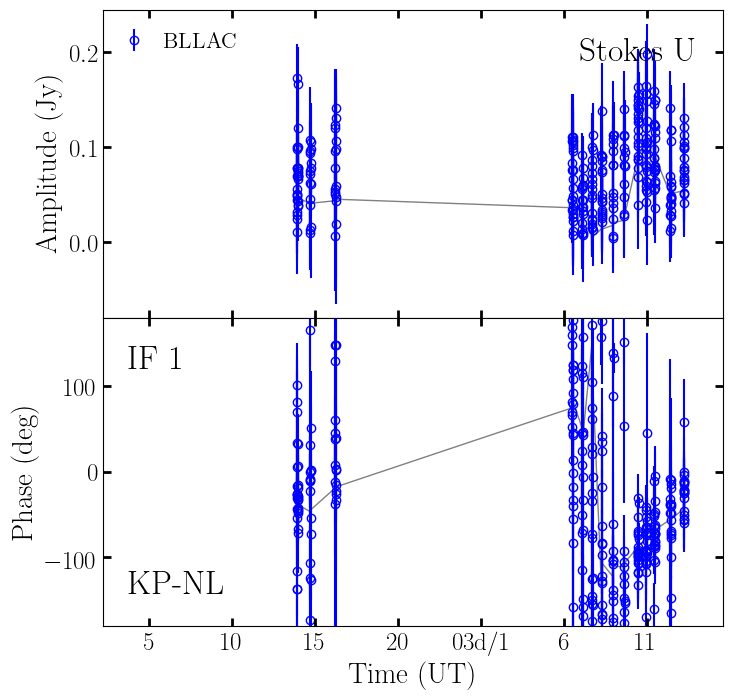 BLLAC
Stokes U
0.2
0.1
0.0
Amplitude (Jy)
IF 1
KP-NL
100
0
−100
Phase (deg)
5 10 15 20 03d/1 6 11
Time (UT)